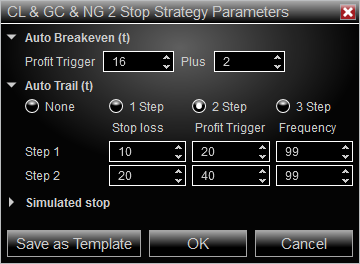 CL & GC & NG 2 Stop Strategy Parameters
Auto Breakeven (t)
Profit Trigger 16 Plus 2
Auto Trail (t)
None 1 Step 2 Step 3 Step
Stop loss Profit Trigger Frequency
Step 1 10 20 99
Step 2 20 40 99
Simulated stop
Save as Template OK Cancel